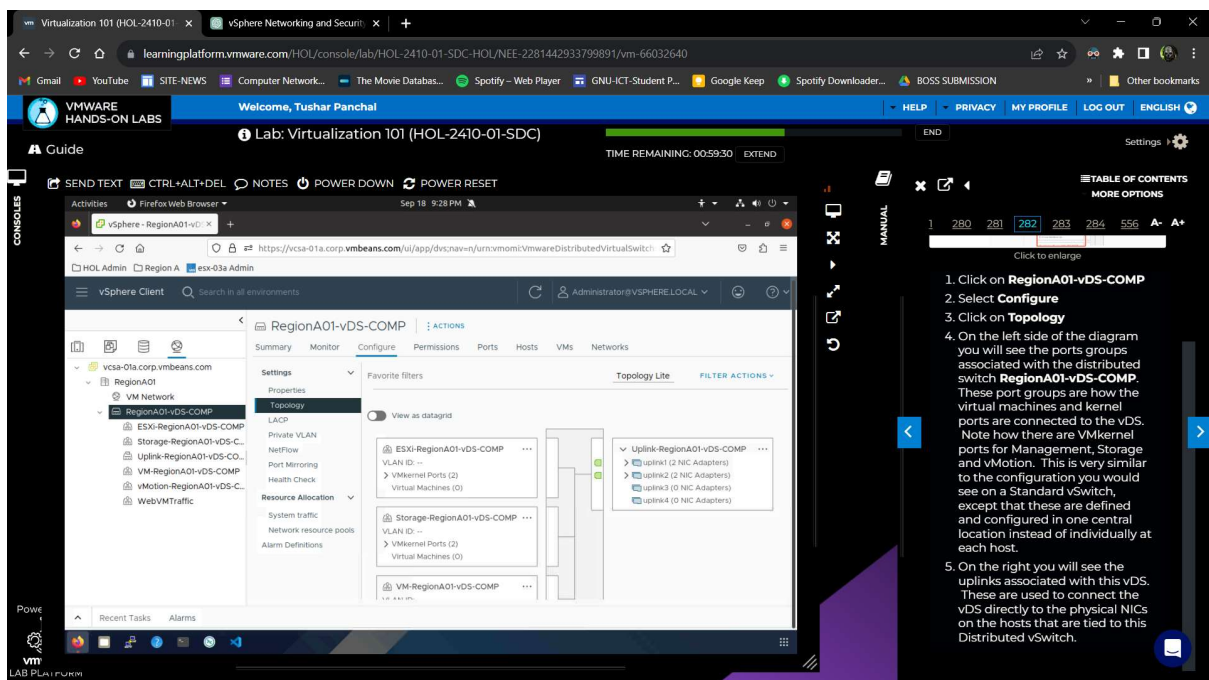 Virtualization 101 (HOL-2410-01-
vSphere Networking and Securit
learningplatform.vmware.com/HOL/console/lab/HOL-2410-01-SDC-HOL/NEE-2281442933799891/vm-66032640
Gmail YouTube SITE-NEWS Computer Network... The Movie Databas... Spotify – Web Player GNU-ICT-Student P... Google Keep Spotify Downloader... BOSS SUBMISSION » Other bookmarks
VMWARE
HANDS-ON LABS
Welcome, Tushar Panchal
HELP PRIVACY MY PROFILE LOG OUT ENGLISH
Guide
Lab: Virtualization 101 (HOL-2410-01-SDC)
TIME REMAINING: 00:59:30 EXTEND
END
Settings
SEND TEXT CTRL+ALT+DEL NOTES POWER DOWN POWER RESET
CONSOLES
Activities Firefox Web Browser Sep 18 9:28 PM
vSphere - RegionA01-vD
https://vcsa-01a.corp.vmbeans.com/ui/app/dvs;nav=n/urn:vmomi:VmwareDistributedVirtualSwitch
HOL Admin Region A esx-03a Admin
vSphere Client Search in all environments Administrator@VSPHERE.LOCAL
vcsa-01a.corp.vmbeans.com
RegionA01
VM Network
RegionA01-vDS-COMP
ESXi-RegionA01-vDS-COMP
Storage-RegionA01-vDS-C...
Uplink-RegionA01-vDS-CO...
VM-RegionA01-vDS-COMP
vMotion-RegionA01-vDS-C...
WebVMTraffic
RegionA01-vDS-COMP ACTIONS
Summary Monitor Configure Permissions Ports Hosts VMs Networks
Settings
Properties
Topology
LACP
Private VLAN
NetFlow
Port Mirroring
Health Check
Resource Allocation
System traffic
Network resource pools
Alarm Definitions
Favorite filters Topology Lite FILTER ACTIONS
View as datagrid
ESXi-RegionA01-vDS-COMP ...
VLAN ID: --
VMkernel Ports (2)
Virtual Machines (0)
Storage-RegionA01-vDS-COMP ...
VLAN ID: --
VMkernel Ports (2)
Virtual Machines (0)
VM-RegionA01-vDS-COMP ...
Uplink-RegionA01-vDS-COMP ...
uplink1 (2 NIC Adapters)
uplink2 (2 NIC Adapters)
uplink3 (0 NIC Adapters)
uplink4 (0 NIC Adapters)
Recent Tasks Alarms
Powe
vm
LAB PLATFORM
MANUAL
TABLE OF CONTENTS
MORE OPTIONS
1 280 281 282 283 284 556 A- A+
Click to enlarge
1. Click on RegionA01-vDS-COMP
2. Select Configure
3. Click on Topology
4. On the left side of the diagram
you will see the ports groups
associated with the distributed
switch RegionA01-vDS-COMP.
These port groups are how the
virtual machines and kernel
ports are connected to the vDS.
Note how there are VMkernel
ports for Management, Storage
and vMotion. This is very similar
to the configuration you would
see on a Standard vSwitch,
except that these are defined
and configured in one central
location instead of individually at
each host.
5. On the right you will see the
uplinks associated with this vDS.
These are used to connect the
vDS directly to the physical NICs
on the hosts that are tied to this
Distributed vSwitch.